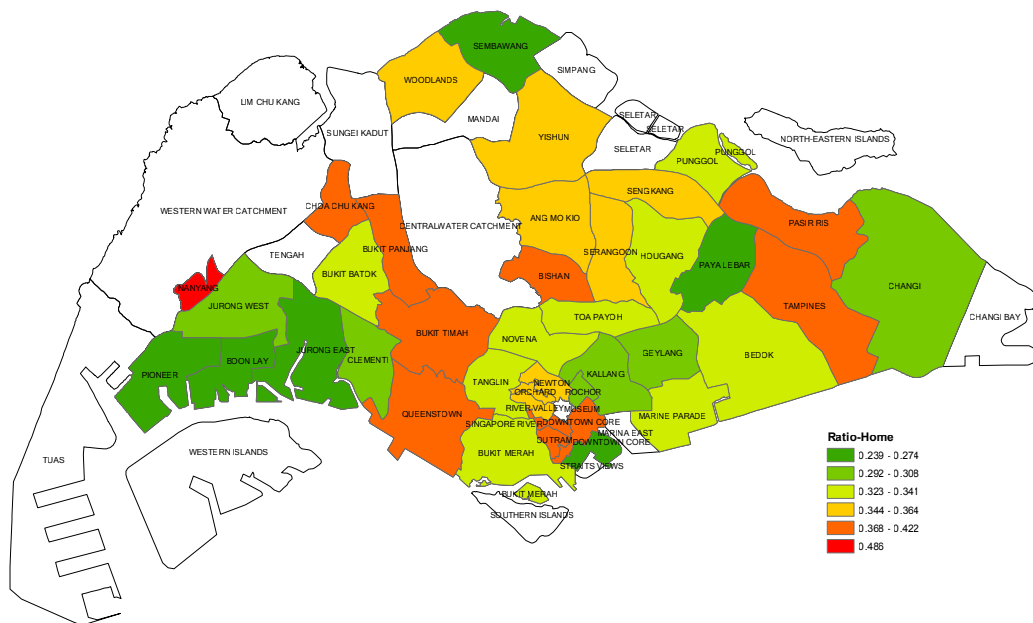 SEMBAWANG
SIMPANG
WOODLANDS
LIM CHU KANG
SELETAR
MANDAI
SELETAR
SUNGEI KADUT
YISHUN
NORTH-EASTERN ISLANDS
SELETAR
PUNGGOL
PUNGGOL
SENGKANG
CHOA CHU KANG
WESTERN WATER CATCHMENT
ANG MO KIO
PASIR RIS
CENTRAL WATER CATCHMENT
BUKIT PANJANG
SERANGOON
HOUGANG
TENGAH
PAYA LEBAR
BUKIT BATOK
BISHAN
CHANGI
NANYANG
JURONG WEST
TAMPINES
TOA PAYOH
CHANGI BAY
BUKIT TIMAH
NOVENA
JURONG EAST
GEYLANG
BEDOK
BOON LAY
CLEMENTI
PIONEER
KALLANG
TANGLIN
NEWTON
ORCHARD
ROCHOR
RIVER VALLEY
MUSEUM
QUEENSTOWN
MARINE PARADE
SINGAPORE RIVER
DOWNTOWN CORE
MARINA EAST
OUTRAM
DOWNTOWN CORE
BUKIT MERAH
WESTERN ISLANDS
TUAS
STRAITS VIEWS
BUKIT MERAH
SOUTHERN ISLANDS
Ratio-Home
0.239 - 0.274
0.292 - 0.308
0.323 - 0.341
0.344 - 0.364
0.368 - 0.422
0.486